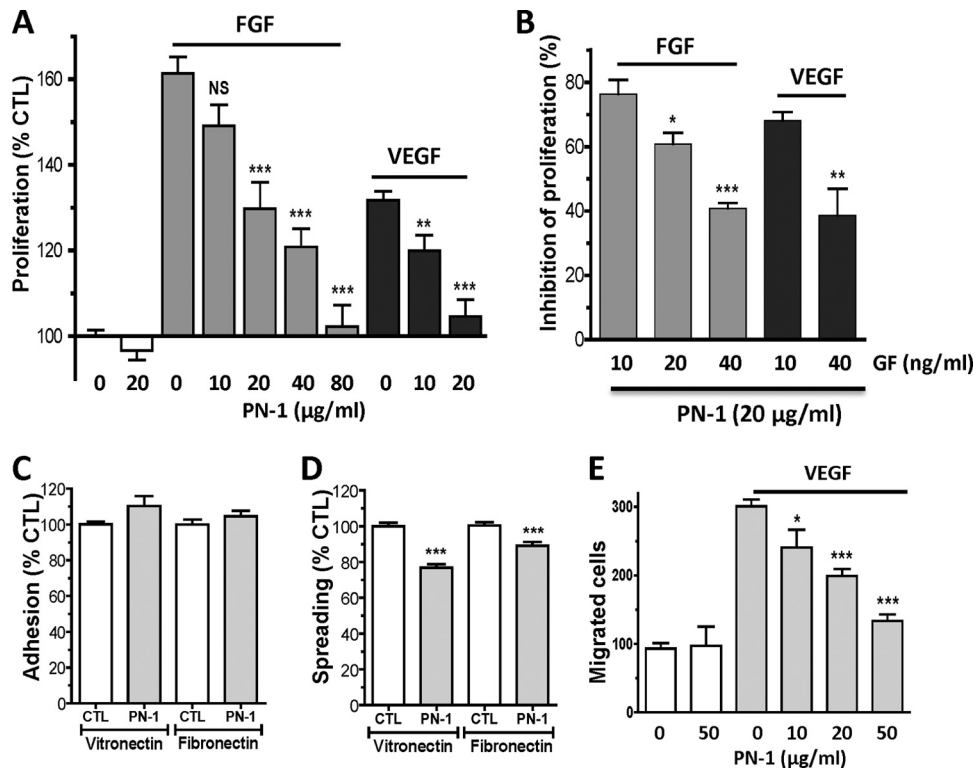 A
FGF
Proliferation (% CTL)
160
140
120
100
NS
***
***
***
VEGF
**
***
0 20 0 10 20 40 80 0 10 20
PN-1 (µg/ml)
B
FGF
VEGF
Inhibition of proliferation (%)
80
60
40
20
0
*
***
**
10 20 40 10 40 GF (ng/ml)
PN-1 (20 µg/ml)
C
Adhesion (% CTL)
120
100
80
60
40
20
0
CTL PN-1 CTL PN-1
Vitronectin Fibronectin
D
Spreading (% CTL)
120
100
80
60
40
20
0
***
***
CTL PN-1 CTL PN-1
Vitronectin Fibronectin
E
VEGF
Migrated cells
300
200
100
0
*
***
***
0 50 0 10 20 50
PN-1 (µg/ml)